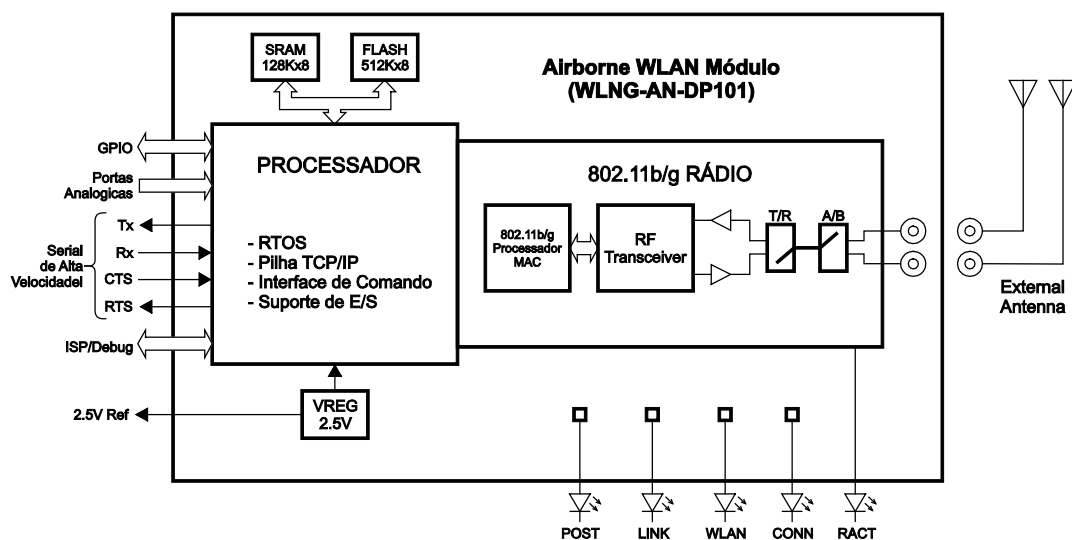 SRAM
128Kx8
FLASH
512Kx8
Airborne WLAN Módulo
(WLNG-AN-DP101)
GPIO
Portas
Analogicas
Tx
Rx
CTS
RTS
Serial
de Alta
Velocidadel
ISP/Debug
2.5V Ref
PROCESSADOR
- RTOS
- Pilha TCP/IP
- Interface de Comando
- Suporte de E/S
VREG
2.5V
802.11b/g RÁDIO
802.11b/g
Processador
MAC
RF
Transceiver
T/R
A/B
External
Antenna
POST
LINK
WLAN
CONN
RACT